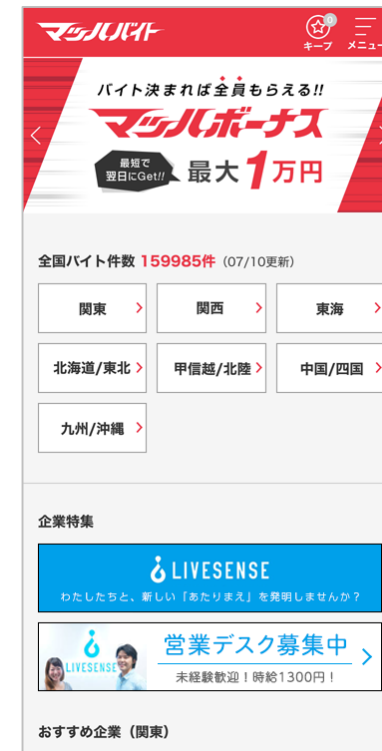 マッハバイト
0
キープ
メニュー
バイト決まれば全員もらえる!!
マッハボーナス
最短で
翌日にGet!!
最大1万円
全国バイト件数 159985件 (07/10更新)
関東
関西
東海
北海道/東北
甲信越/北陸
中国/四国
九州/沖縄
企業特集
LIVESENSE
わたしたちと、新しい「あたりまえ」を発明しませんか？
LIVESENSE
営業デスク募集中
未経験歓迎！時給1300円！
おすすめ企業（関東）